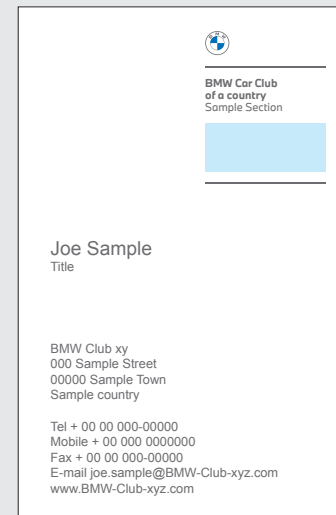 BMW
BMW Car Club
of a country
Sample Section
Joe Sample
Title
BMW Club xy
000 Sample Street
00000 Sample Town
Sample country
Tel + 00 00 000-00000
Mobile + 00 000 0000000
Fax + 00 00 000-00000
E-mail joe.sample@BMW-Club-xyz.com
www.BMW-Club-xyz.com